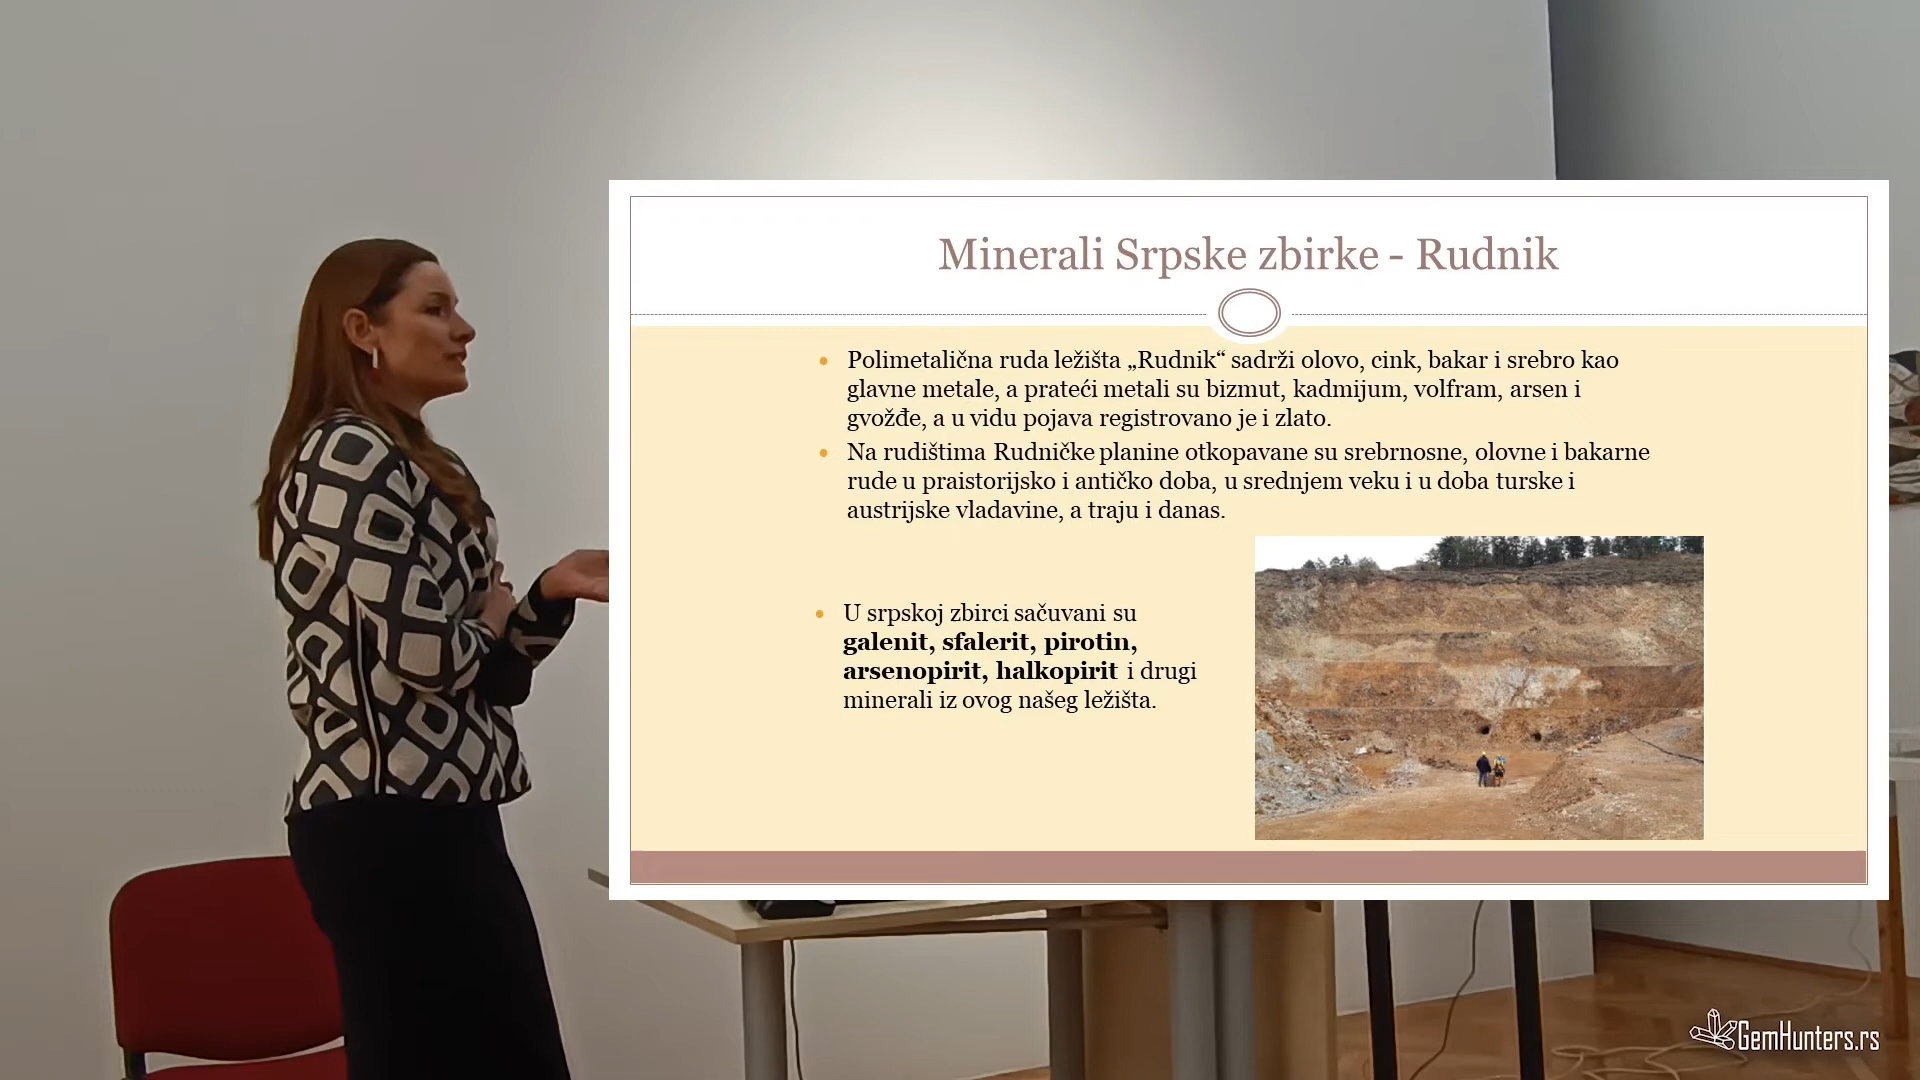 Minerali Srpske zbirke - Rudnik
Polimetalična ruda ležišta „Rudnik“ sadrži olovo, cink, bakar i srebro kao
glavne metale, a prateći metali su bizmut, kadmijum, volfram, arsen i
gvožđe, a u vidu pojava registrovano je i zlato.
Na rudištima Rudničke planine otkopavane su srebrnosne, olovne i bakarne
rude u praistorijsko i antičko doba, u srednjem veku i u doba turske i
austrijske vladavine, a traju i danas.
U srpskoj zbirci sačuvani su
galenit, sfalerit, pirotin,
arsenopirit, halkopirit i drugi
minerali iz ovog našeg ležišta.
GemHunters.rs